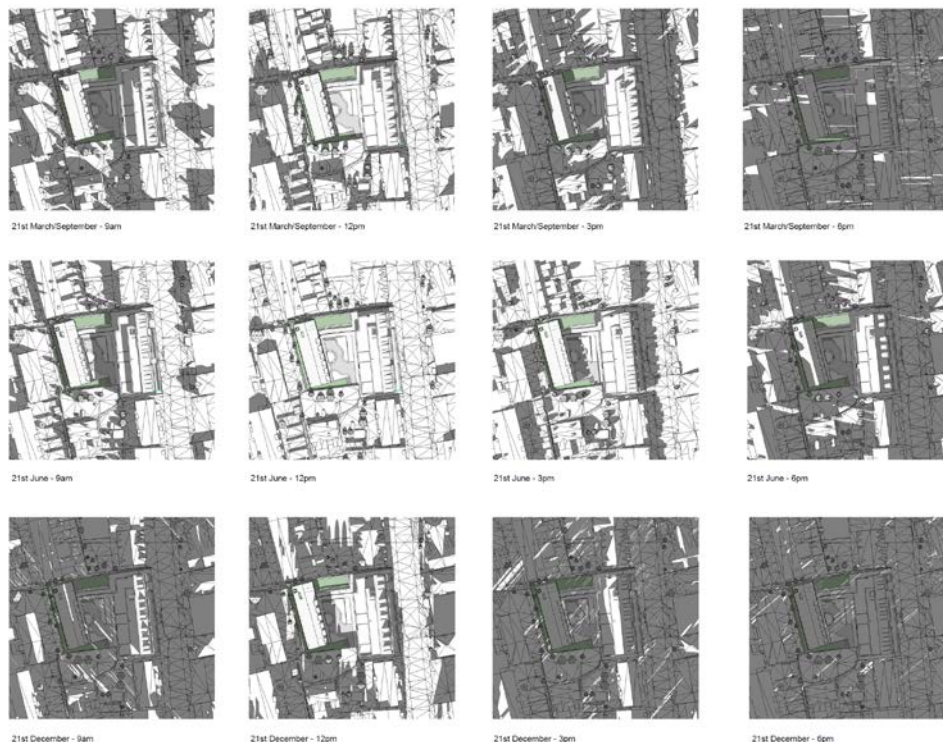 21st March/September - 9am
21st March/September - 12pm
21st March/September - 3pm
21st March/September - 6pm
21st June - 9am
21st June - 12pm
21st June - 3pm
21st June - 6pm
21st December - 9am
21st December - 12pm
21st December - 3pm
21st December - 6pm